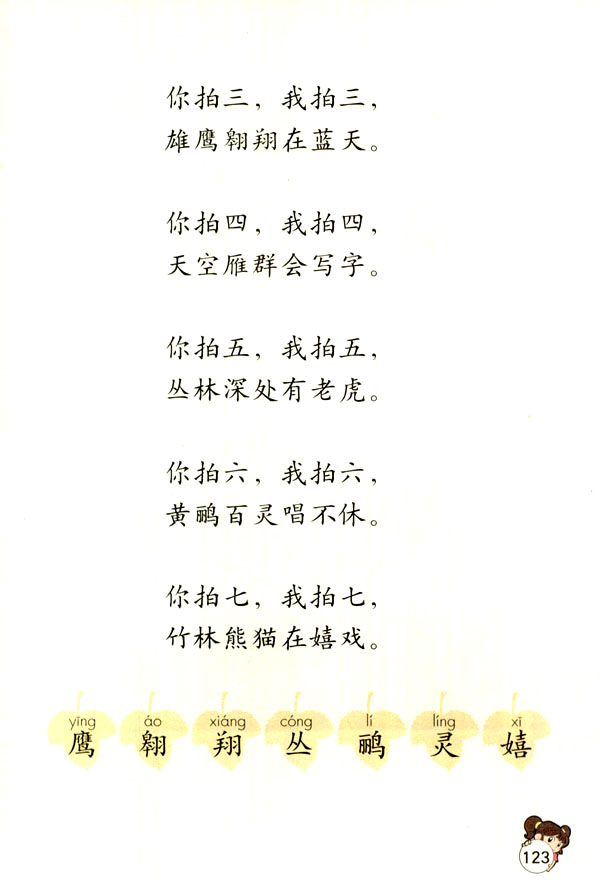 你拍三，我拍三，
雄鹰翱翔在蓝天。
你拍四，我拍四，
天空雁群会写字。
你拍五，我拍五，
丛林深处有老虎。
你拍六，我拍六，
黄鹂百灵唱不休。
你拍七，我拍七，
竹林熊猫在嬉戏。
yīng áo xiáng cóng lí líng xī
鹰 翱 翔 丛 鹂 灵 嬉
123